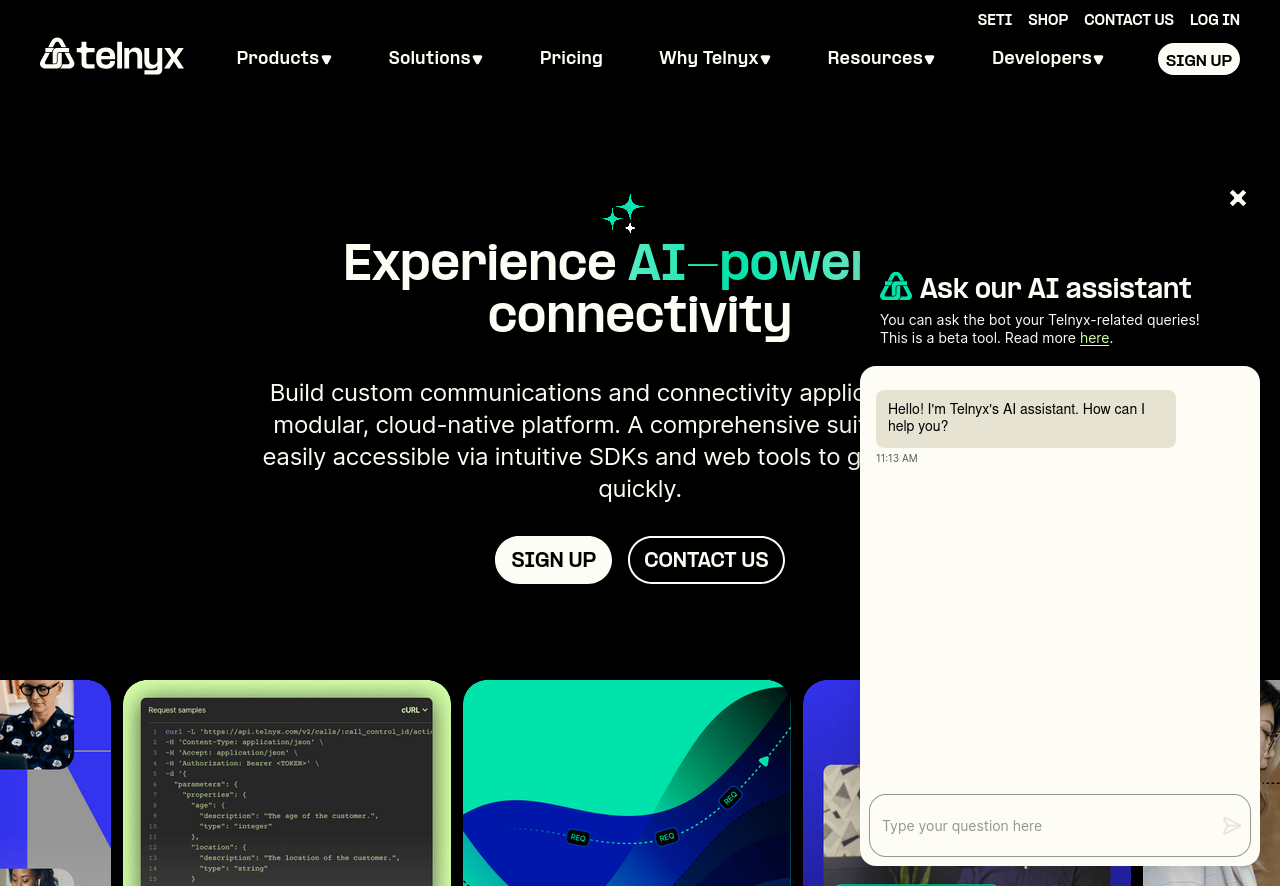 SETI SHOP CONTACT US LOG IN
telnyx Products Solutions Pricing Why Telnyx Resources Developers SIGN UP
Experience AI-power
connectivity
Build custom communications and connectivity applic
modular, cloud-native platform. A comprehensive suit
easily accessible via intuitive SDKs and web tools to g
quickly.
SIGN UP CONTACT US
Ask our AI assistant
You can ask the bot your Telnyx-related queries!
This is a beta tool. Read more here.
Hello! I'm Telnyx's AI assistant. How can I
help you?
11:13 AM
Type your question here
Request samples cURL
1 curl -L 'https://api.telnyx.com/v2/calls/:call_control_id/actio
2 -H 'Content-Type: application/json' \
3 -H 'Accept: application/json' \
4 -H 'Authorization: Bearer <TOKEN>' \
5 -d '{
6 "parameters": {
7 "properties": {
8 "age": {
9 "description": "The age of the customer.",
10 "type": "integer"
11 },
12 "location": {
13 "description": "The location of the customer.",
14 "type": "string"
15 }
REQ REQ REQ